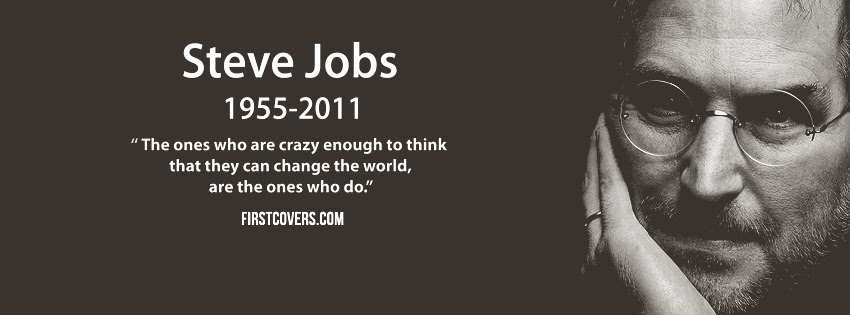 Steve Jobs
1955-2011
“ The ones who are crazy enough to think
that they can change the world,
are the ones who do.”
FIRSTCOVERS.COM